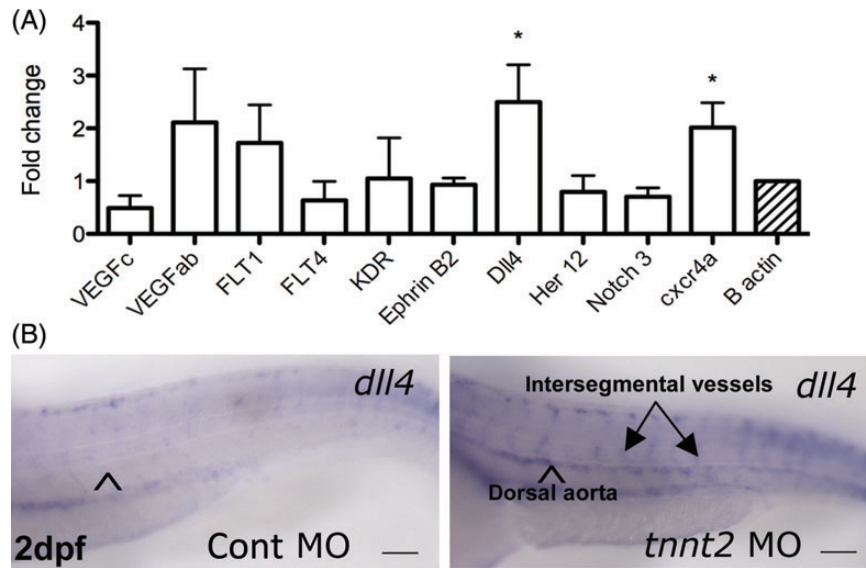 (A)
Fold change
4
3
2
1
0
* *
VEGFc VEGFab FLT1 FLT4 KDR Ephrin B2 Dll4 Her 12 Notch 3 cxcr4a B actin
(B)
dll4
2dpf Cont MO
Intersegmental vessels dll4
Dorsal aorta
tnnt2 MO